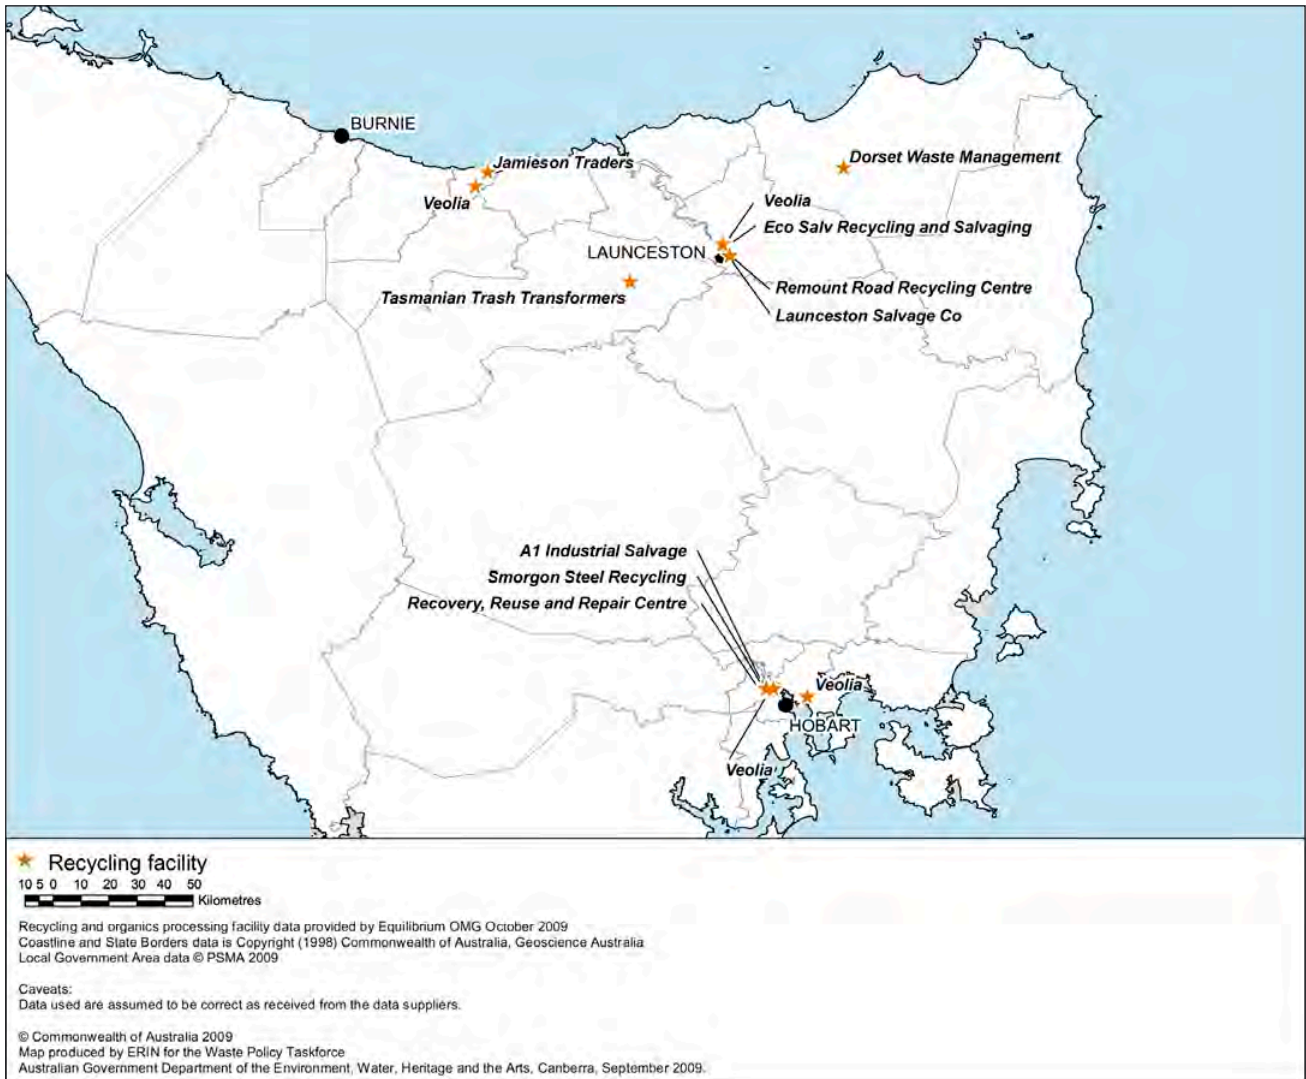 BURNIE
Jamieson Traders
Veolia
Dorset Waste Management
Veolia
Eco Salv Recycling and Salvaging
LAUNCESTON
Remount Road Recycling Centre
Tasmanian Trash Transformers
Launceston Salvage Co
A1 Industrial Salvage
Smorgon Steel Recycling
Recovery, Reuse and Repair Centre
Veolia
HOBART
Veolia
Recycling facility
10 5 0 10 20 30 40 50
Kilometres
Recycling and organics processing facility data provided by Equilibrium OMG October 2009
Coastline and State Borders data is Copyright (1998) Commonwealth of Australia, Geoscience Australia
Local Government Area data © PSMA 2009
Caveats:
Data used are assumed to be correct as received from the data suppliers.
© Commonwealth of Australia 2009
Map produced by ERIN for the Waste Policy Taskforce
Australian Government Department of the Environment, Water, Heritage and the Arts, Canberra, September 2009.